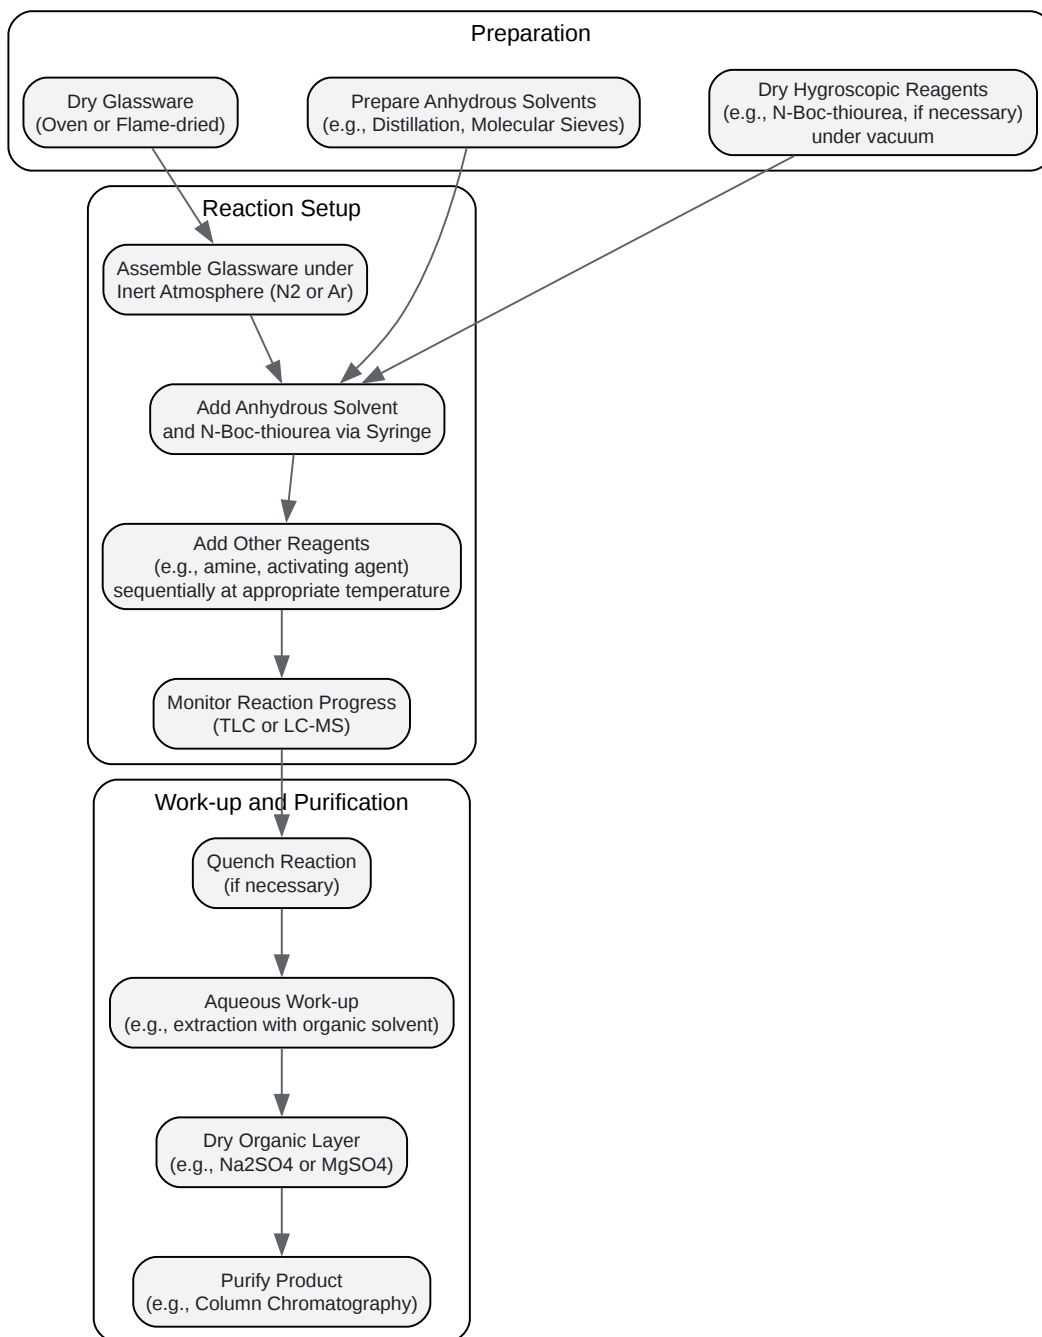 Preparation
Dry Glassware
(Oven or Flame-dried)
Prepare Anhydrous Solvents
(e.g., Distillation, Molecular Sieves)
Dry Hygroscopic Reagents
(e.g., N-Boc-thiourea, if necessary)
under vacuum
Reaction Setup
Assemble Glassware under
Inert Atmosphere (N2 or Ar)
Add Anhydrous Solvent
and N-Boc-thiourea via Syringe
Add Other Reagents
(e.g., amine, activating agent)
sequentially at appropriate temperature
Monitor Reaction Progress
(TLC or LC-MS)
Work-up and Purification
Quench Reaction
(if necessary)
Aqueous Work-up
(e.g., extraction with organic solvent)
Dry Organic Layer
(e.g., Na2SO4 or MgSO4)
Purify Product
(e.g., Column Chromatography)